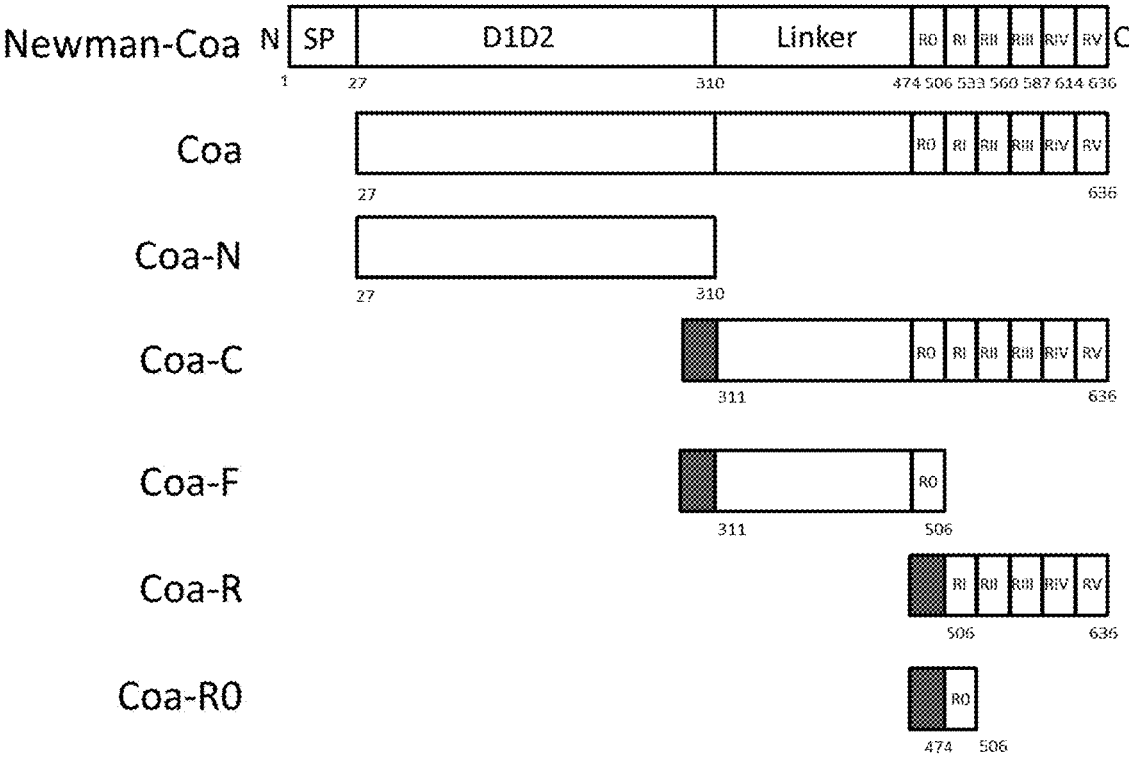 Newman-Coa N SP D1D2 Linker R0 RI RII RIII RIV RV C
1 27 310 474 506 533 560 587 614 636
Coa R0 RI RII RIII RIV RV
27 636
Coa-N
27 310
Coa-C R0 RI RII RIII RIV RV
311 636
Coa-F R0
311 506
Coa-R RI RII RIII RIV RV
506 636
Coa-R0 R0
474 506